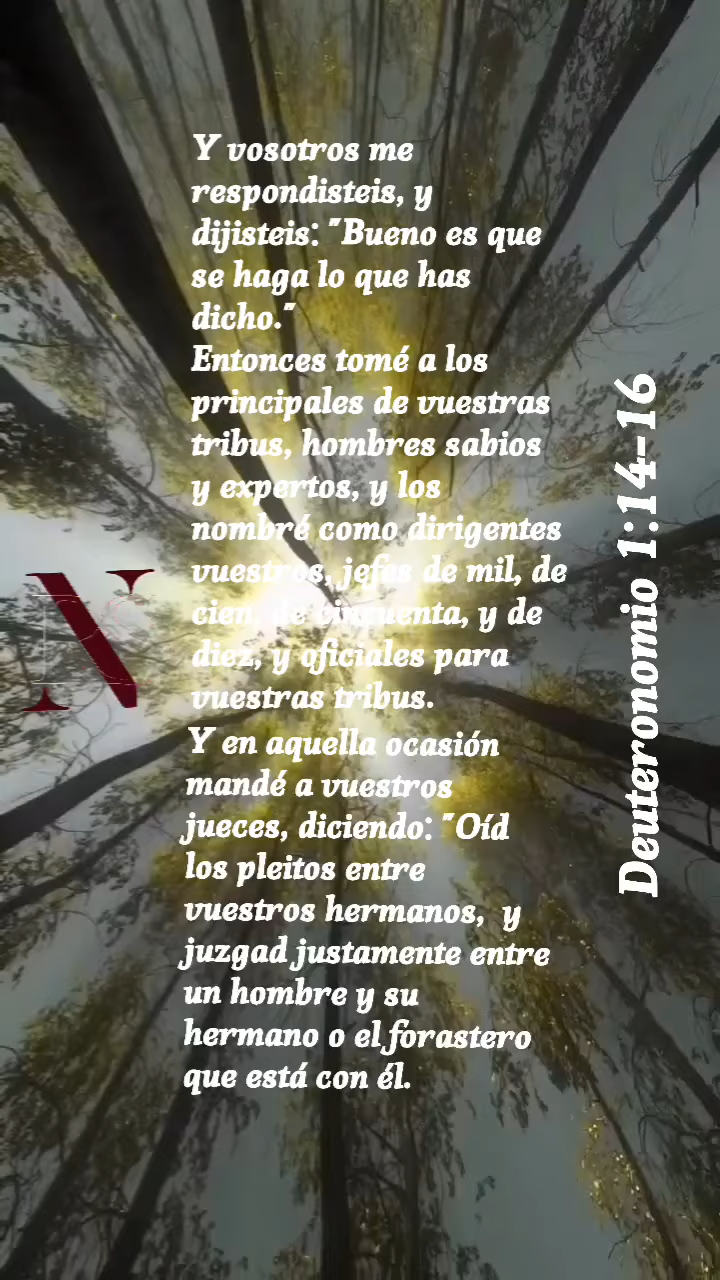 Y vosotros me
respondisteis, y
dijisteis: "Bueno es que
se haga lo que has
dicho."
Entonces tomé a los
principales de vuestras
tribus, hombres sabios
y expertos, y los
nombré como dirigentes
vuestros, jefes de mil, de
cien, de cincuenta, y de
diez, y oficiales para
vuestras tribus.
Y en aquella ocasión
mandé a vuestros
jueces, diciendo: "Oíd
los pleitos entre
vuestros hermanos, y
juzgad justamente entre
un hombre y su
hermano o el forastero
que está con él.
Deuteronomio 1:14-16
N